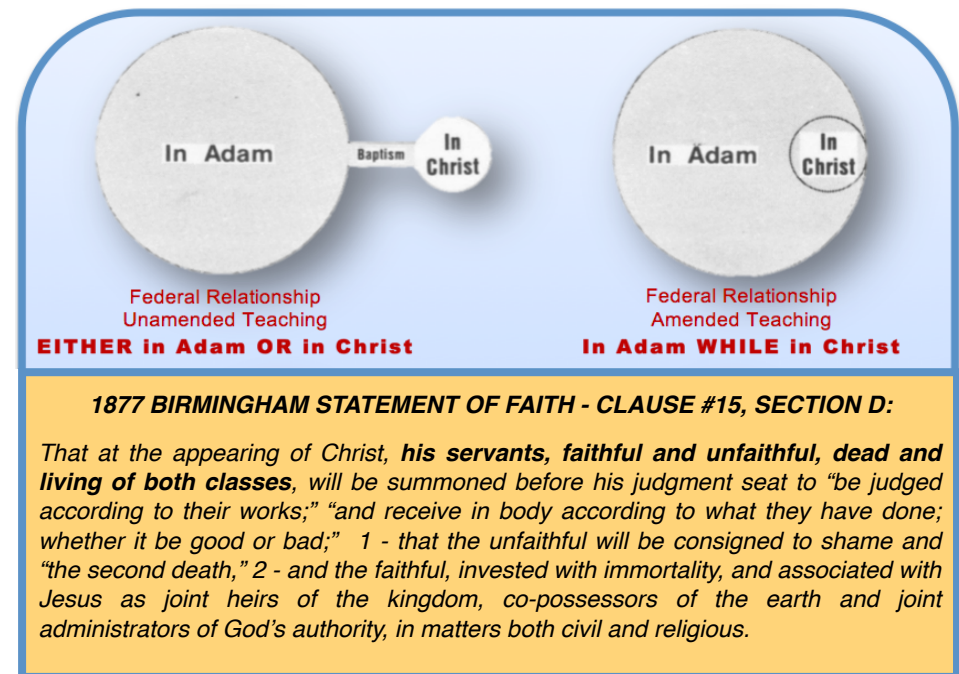 In Adam
Baptism
In
Christ
Federal Relationship
Unamended Teaching
EITHER in Adam OR in Christ
In Adam
In
Christ
Federal Relationship
Amended Teaching
In Adam WHILE in Christ
1877 BIRMINGHAM STATEMENT OF FAITH - CLAUSE #15, SECTION D:
That at the appearing of Christ, his servants, faithful and unfaithful, dead and
living of both classes, will be summoned before his judgment seat to “be judged
according to their works;” “and receive in body according to what they have done;
whether it be good or bad;” 1 - that the unfaithful will be consigned to shame and
“the second death,” 2 - and the faithful, invested with immortality, and associated with
Jesus as joint heirs of the kingdom, co-possessors of the earth and joint
administrators of God’s authority, in matters both civil and religious.